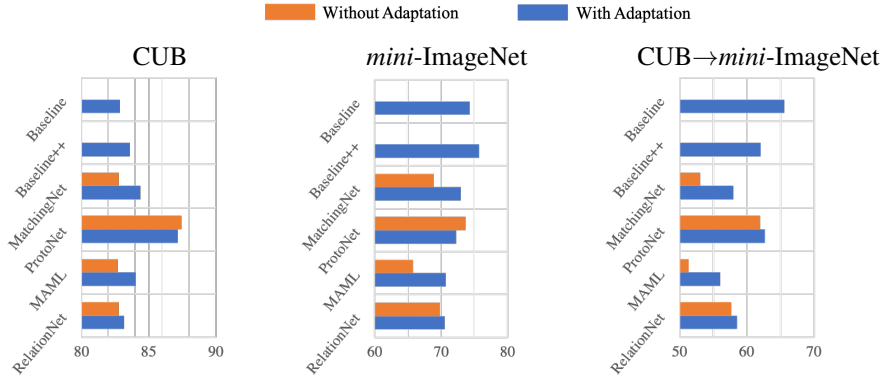 Without Adaptation
With Adaptation
CUB
Baseline
Baseline++
MatchingNet
ProtoNet
MAML
RelationNet
80 85 90
mini-ImageNet
Baseline
Baseline++
MatchingNet
ProtoNet
MAML
RelationNet
60 70 80
CUB→mini-ImageNet
Baseline
Baseline++
MatchingNet
ProtoNet
MAML
RelationNet
50 60 70